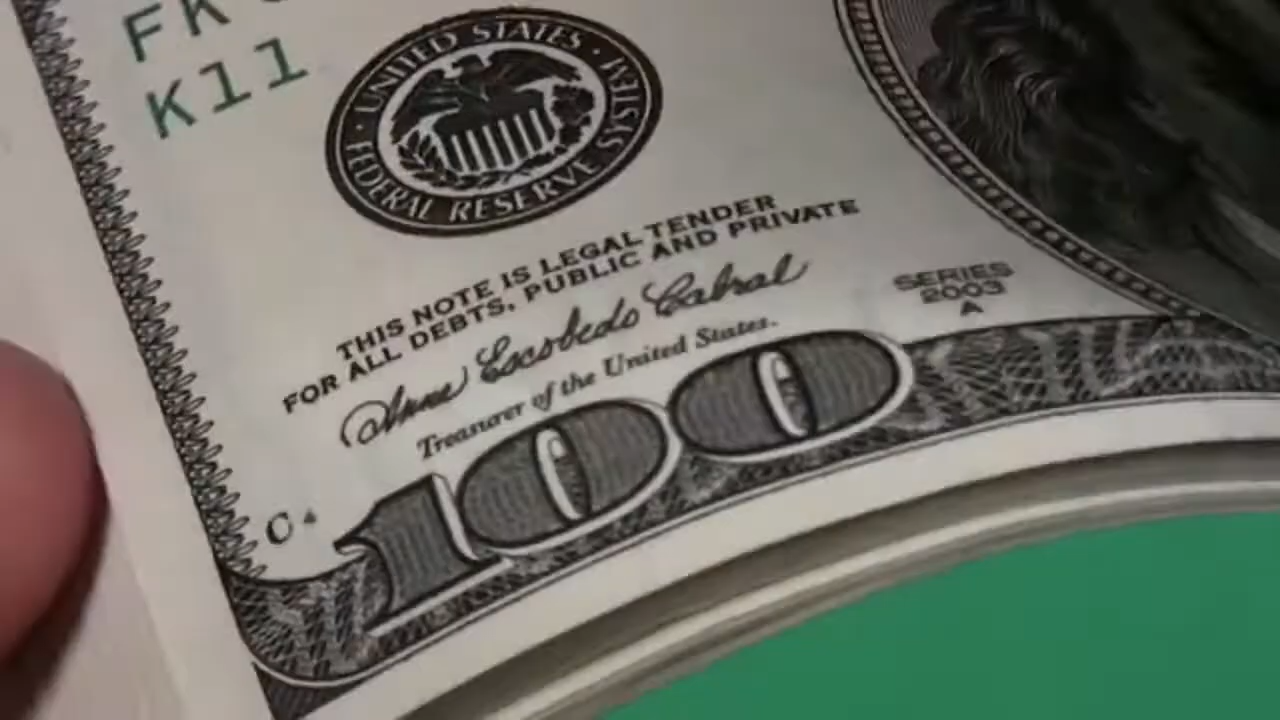 FK
K11
UNITED STATES
FEDERAL RESERVE SYSTEM
THIS NOTE IS LEGAL TENDER
FOR ALL DEBTS, PUBLIC AND PRIVATE
Anna Escobedo Cabral
Treasurer of the United States.
SERIES
2003
A
C
100